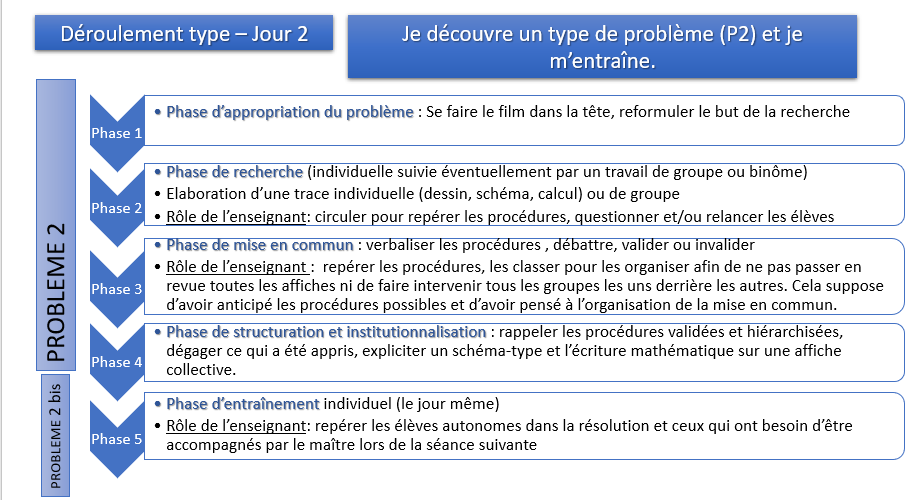 Déroulement type – Jour 2
Je découvre un type de problème (P2) et je
m'entraîne.
PROBLEME 2
Phase 1
• Phase d'appropriation du problème : Se faire le film dans la tête, reformuler le but de la recherche
Phase 2
• Phase de recherche (individuelle suivie éventuellement par un travail de groupe ou binôme)
• Elaboration d'une trace individuelle (dessin, schéma, calcul) ou de groupe
• Rôle de l'enseignant: circuler pour repérer les procédures, questionner et/ou relancer les élèves
Phase 3
• Phase de mise en commun : verbaliser les procédures , débattre, valider ou invalider
• Rôle de l'enseignant : repérer les procédures, les classer pour les organiser afin de ne pas passer en
revue toutes les affiches ni de faire intervenir tous les groupes les uns derrière les autres. Cela suppose
d'avoir anticipé les procédures possibles et d'avoir pensé à l'organisation de la mise en commun.
Phase 4
• Phase de structuration et institutionnalisation : rappeler les procédures validées et hiérarchisées,
dégager ce qui a été appris, expliciter un schéma-type et l'écriture mathématique sur une affiche
collective.
PROBLEME 2 bis
Phase 5
• Phase d'entraînement individuel (le jour même)
• Rôle de l'enseignant: repérer les élèves autonomes dans la résolution et ceux qui ont besoin d'être
accompagnés par le maître lors de la séance suivante